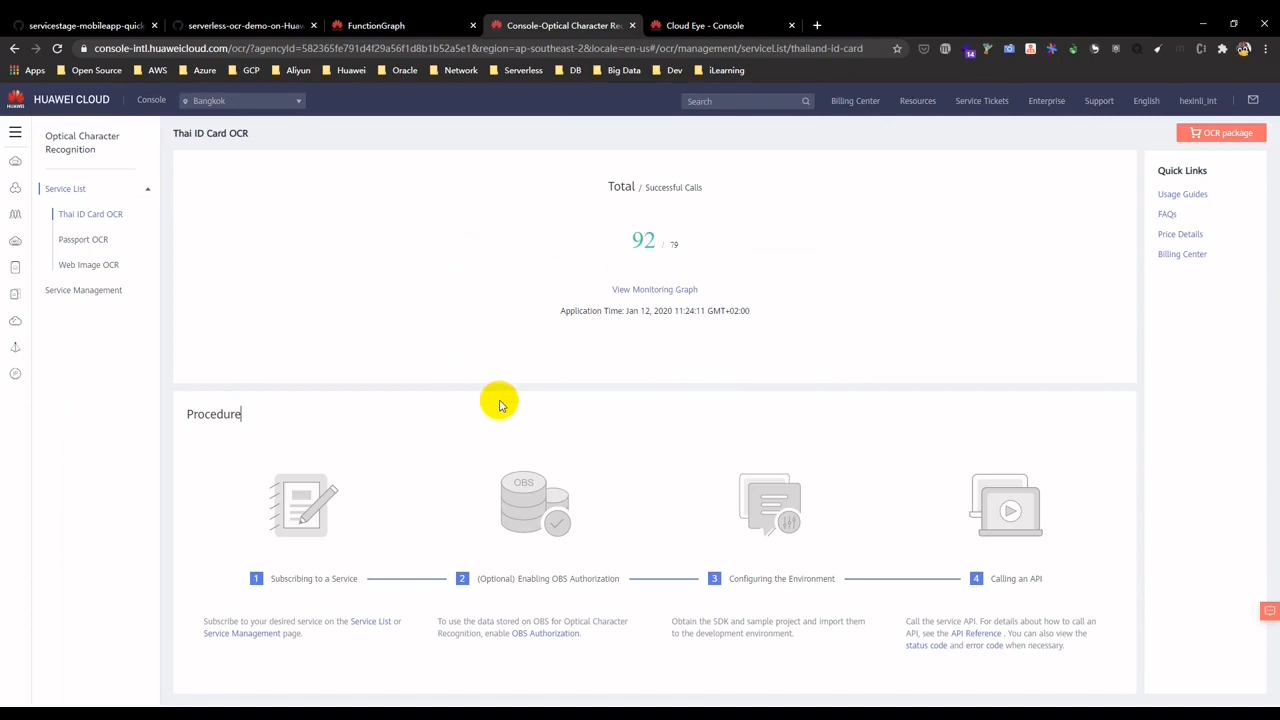 servicestage-mobileapp-quick
serverless-ocr-demo-on-Huaw
FunctionGraph
Console-Optical Character Rec
Cloud Eye - Console
console-intl.huaweicloud.com/ocr/?agencyId=582365fe791d4f29a56f1d8b1b52a5e1&region=ap-southeast-2&locale=en-us#/ocr/management/serviceList/thailand-id-card
14
Apps Open Source AWS Azure GCP Aliyun Huawei Oracle Network Serverless DB Big Data Dev iLearning
HUAWEI
HUAWEI CLOUD Console Bangkok Search Billing Center Resources Service Tickets Enterprise Support English hexinli_int
Optical Character
Recognition
Service List
Thai ID Card OCR
Passport OCR
Web Image OCR
Service Management
Thai ID Card OCR
OCR package
Total / Successful Calls
92 / 79
View Monitoring Graph
Application Time: Jan 12, 2020 11:24:11 GMT+02:00
Quick Links
Usage Guides
FAQs
Price Details
Billing Center
Procedure
OBS
1 Subscribing to a Service
2 (Optional) Enabling OBS Authorization
3 Configuring the Environment
4 Calling an API
Subscribe to your desired service on the Service List or
Service Management page.
To use the data stored on OBS for Optical Character
Recognition, enable OBS Authorization.
Obtain the SDK and sample project and import them
to the development environment.
Call the service API. For details about how to call an
API, see the API Reference . You can also view the
status code and error code when necessary.